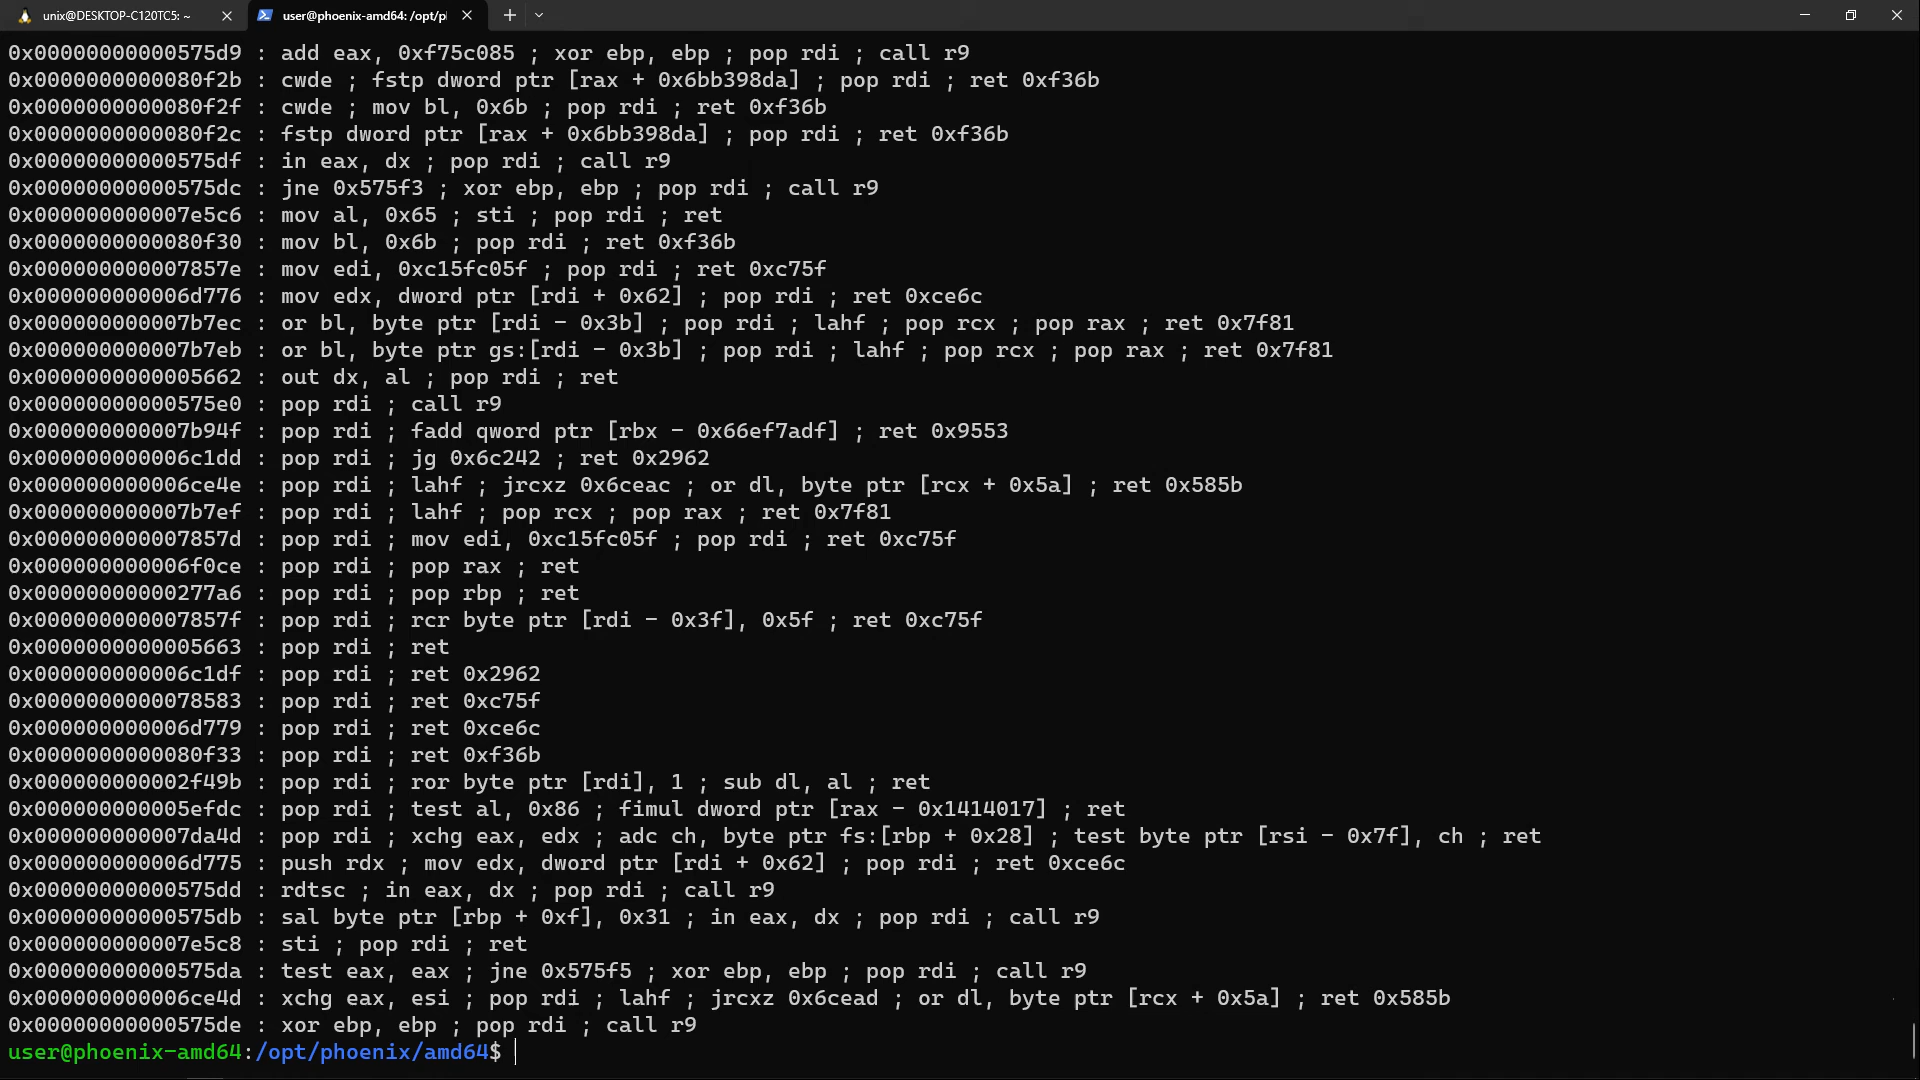 unix@DESKTOP-C120TC5: ~
user@phoenix-amd64: /opt/pl
0x00000000000575d9 : add eax, 0xf75c085 ; xor ebp, ebp ; pop rdi ; call r9
0x0000000000080f2b : cwde ; fstp dword ptr [rax + 0x6bb398da] ; pop rdi ; ret 0xf36b
0x0000000000080f2f : cwde ; mov bl, 0x6b ; pop rdi ; ret 0xf36b
0x0000000000080f2c : fstp dword ptr [rax + 0x6bb398da] ; pop rdi ; ret 0xf36b
0x00000000000575df : in eax, dx ; pop rdi ; call r9
0x00000000000575dc : jne 0x575f3 ; xor ebp, ebp ; pop rdi ; call r9
0x000000000007e5c6 : mov al, 0x65 ; sti ; pop rdi ; ret
0x0000000000080f30 : mov bl, 0x6b ; pop rdi ; ret 0xf36b
0x000000000007857e : mov edi, 0xc15fc05f ; pop rdi ; ret 0xc75f
0x000000000006d776 : mov edx, dword ptr [rdi + 0x62] ; pop rdi ; ret 0xce6c
0x000000000007b7ec : or bl, byte ptr [rdi - 0x3b] ; pop rdi ; lahf ; pop rcx ; pop rax ; ret 0x7f81
0x000000000007b7eb : or bl, byte ptr gs:[rdi - 0x3b] ; pop rdi ; lahf ; pop rcx ; pop rax ; ret 0x7f81
0x0000000000005662 : out dx, al ; pop rdi ; ret
0x00000000000575e0 : pop rdi ; call r9
0x000000000007b94f : pop rdi ; fadd qword ptr [rbx - 0x66ef7adf] ; ret 0x9553
0x000000000006c1dd : pop rdi ; jg 0x6c242 ; ret 0x2962
0x000000000006ce4e : pop rdi ; lahf ; jrcxz 0x6ceac ; or dl, byte ptr [rcx + 0x5a] ; ret 0x585b
0x000000000007b7ef : pop rdi ; lahf ; pop rcx ; pop rax ; ret 0x7f81
0x000000000007857d : pop rdi ; mov edi, 0xc15fc05f ; pop rdi ; ret 0xc75f
0x000000000006f0ce : pop rdi ; pop rax ; ret
0x00000000000277a6 : pop rdi ; pop rbp ; ret
0x000000000007857f : pop rdi ; rcr byte ptr [rdi - 0x3f], 0x5f ; ret 0xc75f
0x0000000000005663 : pop rdi ; ret
0x000000000006c1df : pop rdi ; ret 0x2962
0x0000000000078583 : pop rdi ; ret 0xc75f
0x000000000006d779 : pop rdi ; ret 0xce6c
0x0000000000080f33 : pop rdi ; ret 0xf36b
0x000000000002f49b : pop rdi ; ror byte ptr [rdi], 1 ; sub dl, al ; ret
0x000000000005efdc : pop rdi ; test al, 0x86 ; fimul dword ptr [rax - 0x1414017] ; ret
0x000000000007da4d : pop rdi ; xchg eax, edx ; adc ch, byte ptr fs:[rbp + 0x28] ; test byte ptr [rsi - 0x7f], ch ; ret
0x000000000006d775 : push rdx ; mov edx, dword ptr [rdi + 0x62] ; pop rdi ; ret 0xce6c
0x00000000000575dd : rdtsc ; in eax, dx ; pop rdi ; call r9
0x00000000000575db : sal byte ptr [rbp + 0xf], 0x31 ; in eax, dx ; pop rdi ; call r9
0x000000000007e5c8 : sti ; pop rdi ; ret
0x00000000000575da : test eax, eax ; jne 0x575f5 ; xor ebp, ebp ; pop rdi ; call r9
0x000000000006ce4d : xchg eax, esi ; pop rdi ; lahf ; jrcxz 0x6cead ; or dl, byte ptr [rcx + 0x5a] ; ret 0x585b
0x00000000000575de : xor ebp, ebp ; pop rdi ; call r9
user@phoenix-amd64:/opt/phoenix/amd64$